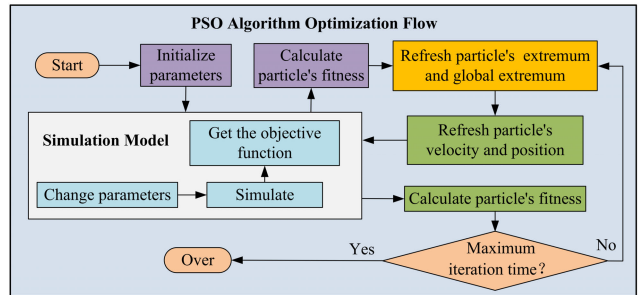 PSO Algorithm Optimization Flow
Start
Initialize
parameters
Calculate
particle's fitness
Refresh particle's extremum
and global extremum
Simulation Model
Get the objective
function
Refresh particle's
velocity and position
Change parameters
Simulate
Calculate particle's fitness
Maximum
iteration time?
Yes
No
Over